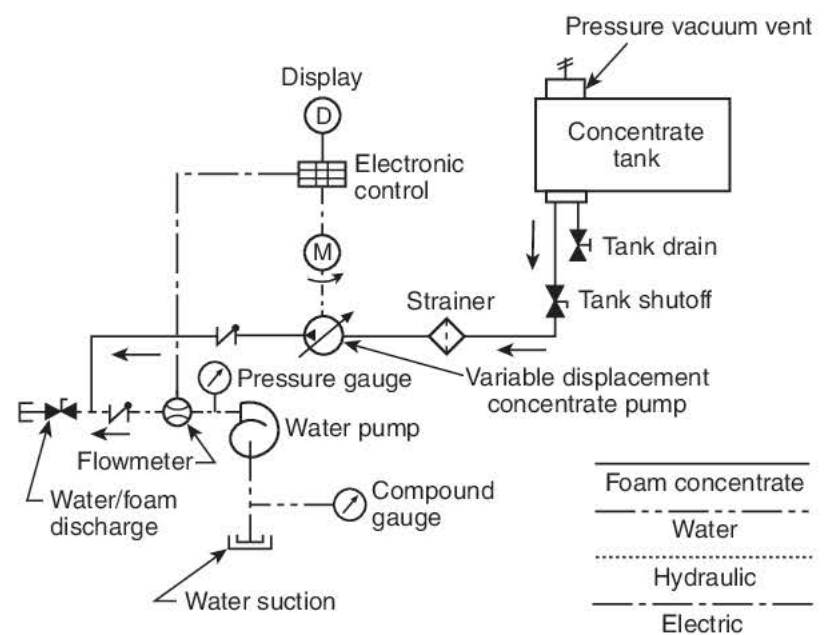 Pressure vacuum vent
Display
D
Concentrate
tank
Electronic
control
M
Tank drain
Strainer
Tank shutoff
Pressure gauge
Variable displacement
concentrate pump
Water pump
Flowmeter
Water/foam
discharge
Compound
gauge
Water suction
Foam concentrate
Water
Hydraulic
Electric